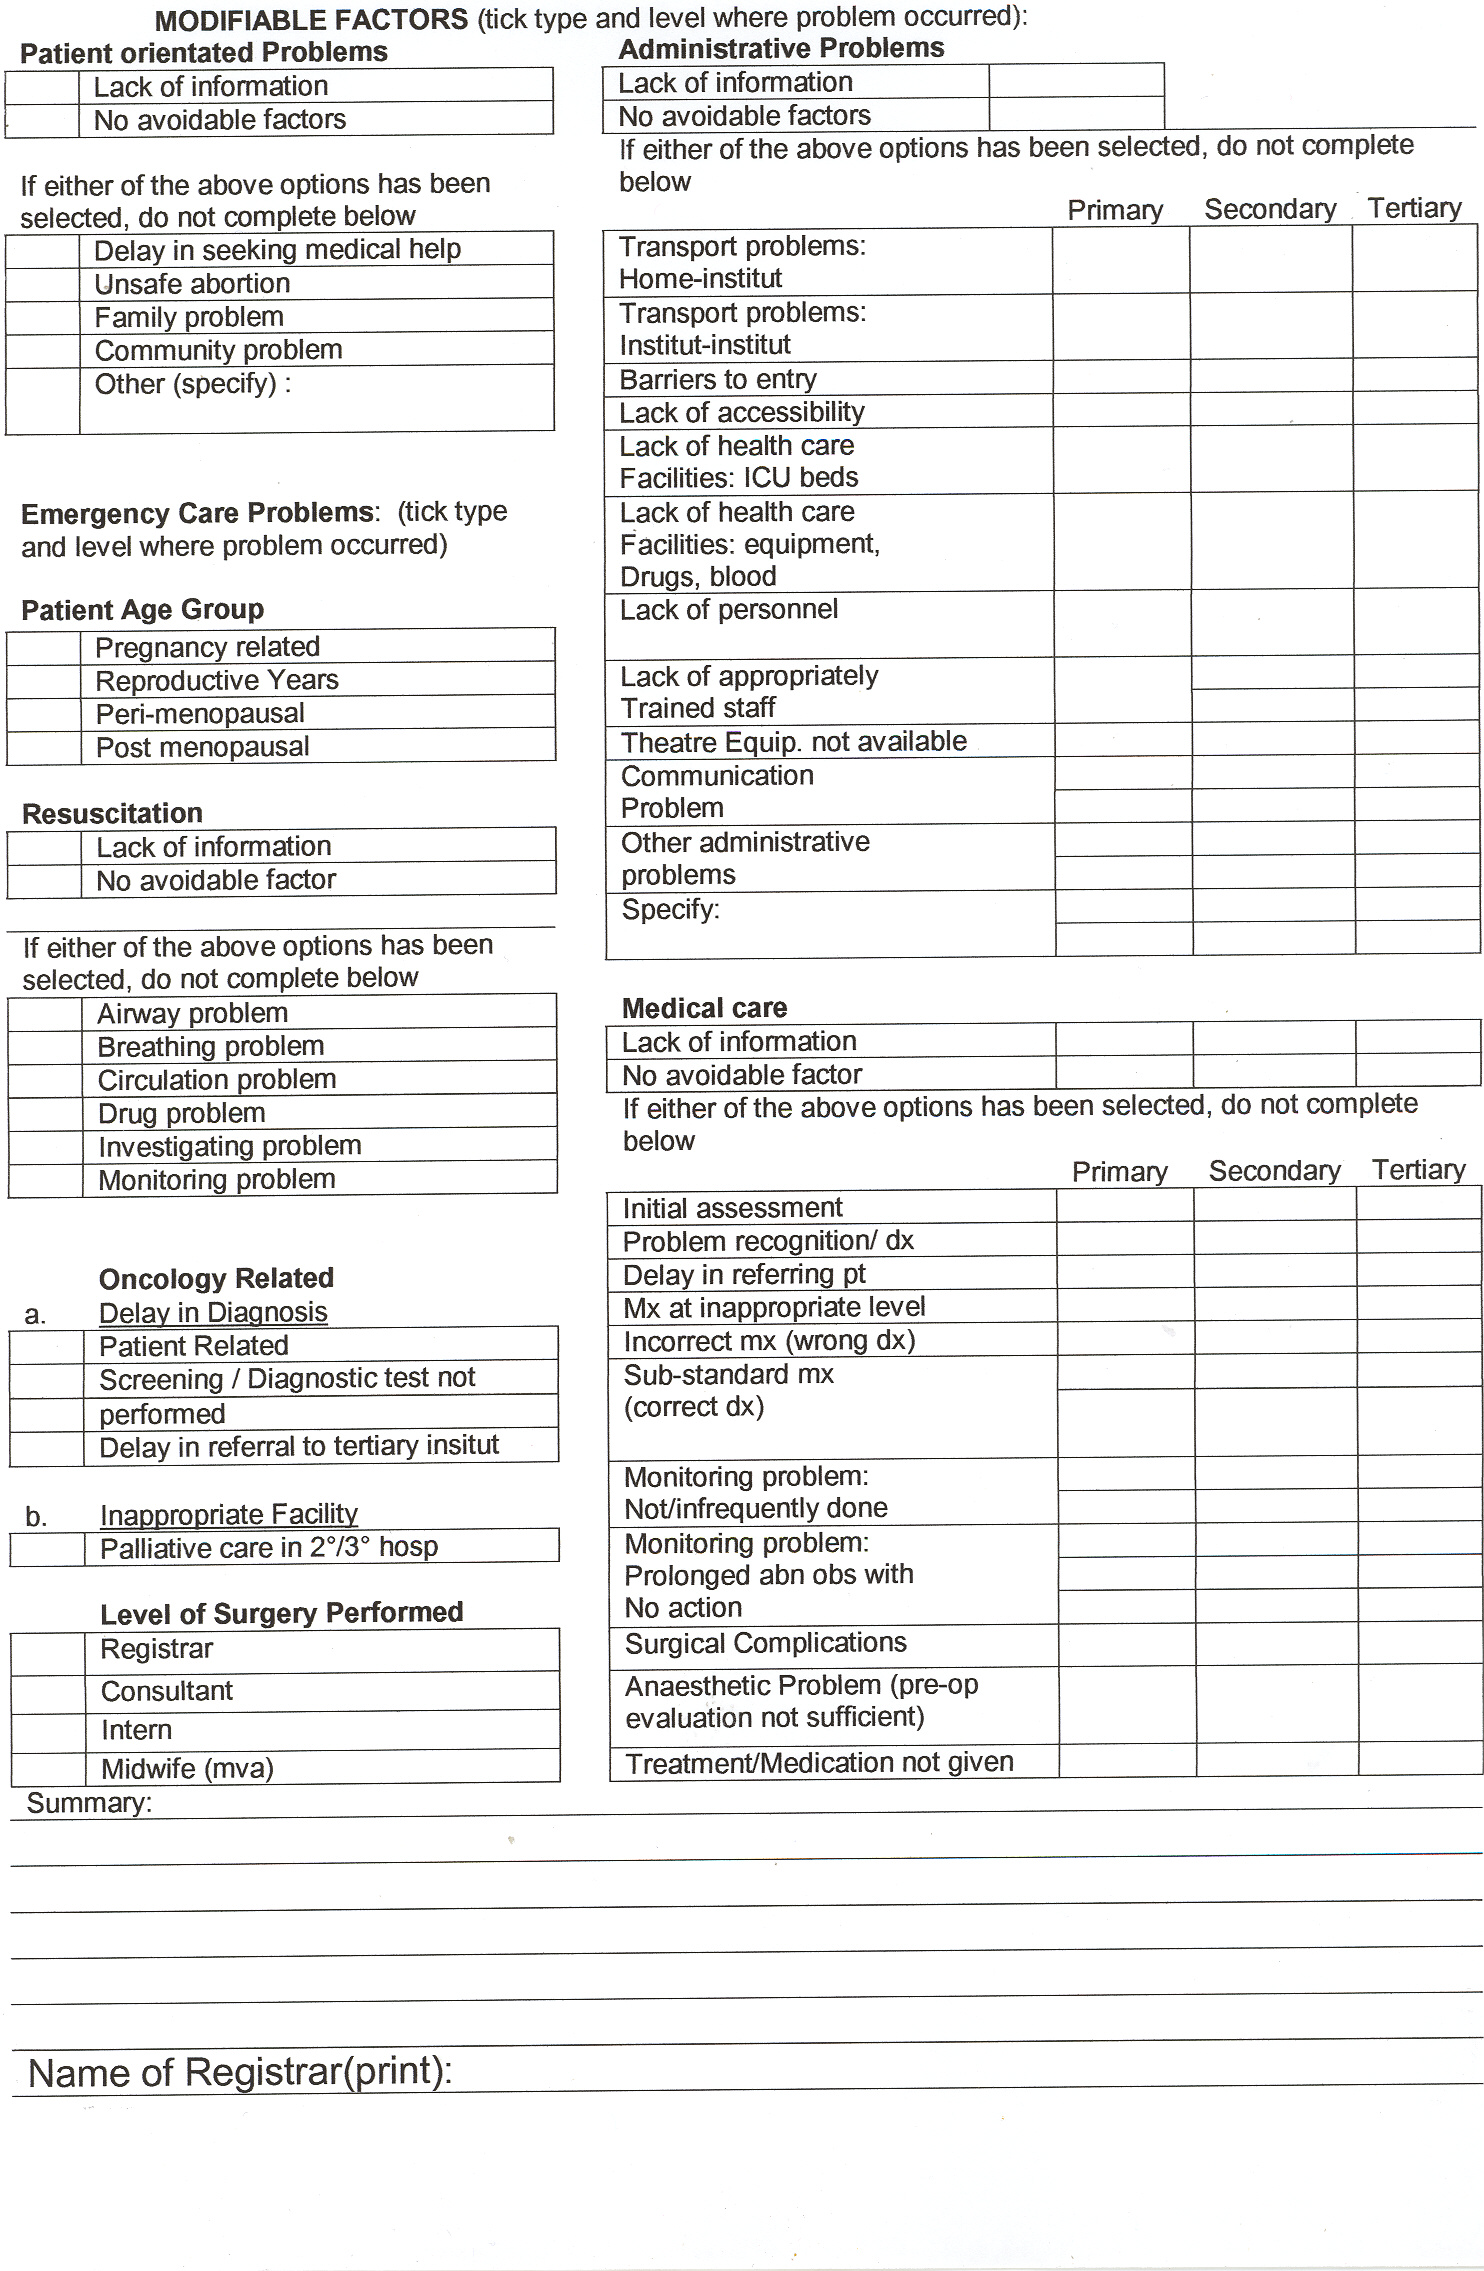 MODIFIABLE FACTORS (tick type and level where problem occurred):
Patient orientated Problems
Lack of information
No avoidable factors
If either of the above options has been
selected, do not complete below
Delay in seeking medical help
Unsafe abortion
Family problem
Community problem
Other (specify) :
Emergency Care Problems: (tick type
and level where problem occurred)
Patient Age Group
Pregnancy related
Reproductive Years
Peri-menopausal
Post menopausal
Resuscitation
Lack of information
No avoidable factor
If either of the above options has been
selected, do not complete below
Airway problem
Breathing problem
Circulation problem
Drug problem
Investigating problem
Monitoring problem
Oncology Related
a. Delay in Diagnosis
Patient Related
Screening / Diagnostic test not
performed
Delay in referral to tertiary insitut
b. Inappropriate Facility
Palliative care in 2°/3° hosp
Level of Surgery Performed
Registrar
Consultant
Intern
Midwife (mva)
Administrative Problems
Lack of information
No avoidable factors
If either of the above options has been selected, do not complete
below
Primary Secondary Tertiary
Transport problems:
Home-institut
Transport problems:
Institut-institut
Barriers to entry
Lack of accessibility
Lack of health care
Facilities: ICU beds
Lack of health care
Facilities: equipment,
Drugs, blood
Lack of personnel
Lack of appropriately
Trained staff
Theatre Equip. not available
Communication
Problem
Other administrative
problems
Specify:
Medical care
Lack of information
No avoidable factor
If either of the above options has been selected, do not complete
below
Primary Secondary Tertiary
Initial assessment
Problem recognition/ dx
Delay in referring pt
Mx at inappropriate level
Incorrect mx (wrong dx)
Sub-standard mx
(correct dx)
Monitoring problem:
Not/infrequently done
Monitoring problem:
Prolonged abn obs with
No action
Surgical Complications
Anaesthetic Problem (pre-op
evaluation not sufficient)
Treatment/Medication not given
Summary:
Name of Registrar(print):